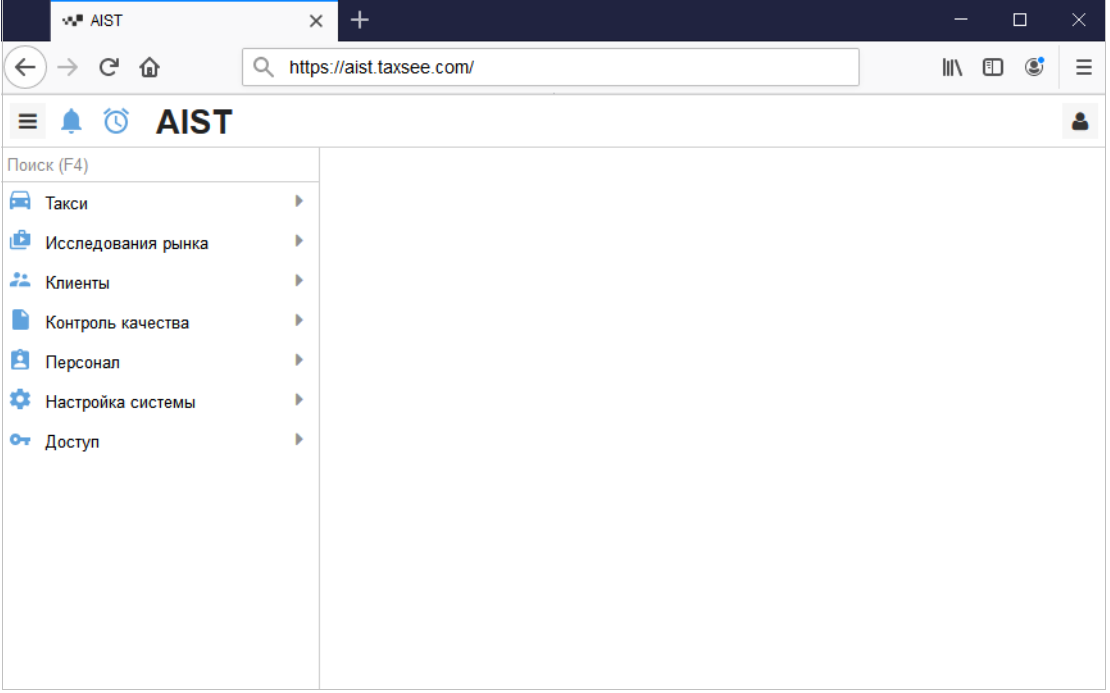 AIST
https://aist.taxsee.com/
AIST
Поиск (F4)
Такси
Исследования рынка
Клиенты
Контроль качества
Персонал
Настройка системы
Доступ